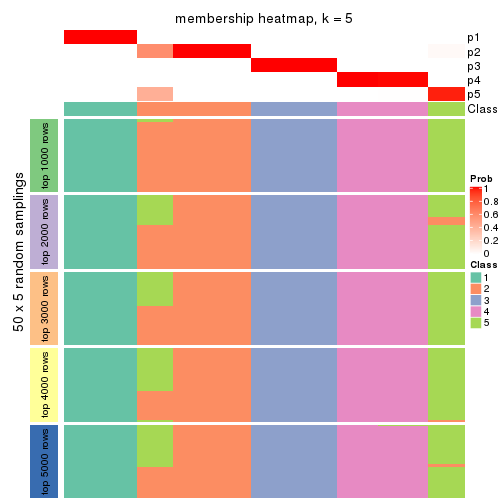 membership heatmap, k = 5
p1
p2
p3
p4
p5
Class
50 x 5 random samplings
top 1000 rows
top 2000 rows
top 3000 rows
top 4000 rows
top 5000 rows
Prob
1
0.8
0.6
0.4
0.2
0
Class
1
2
3
4
5